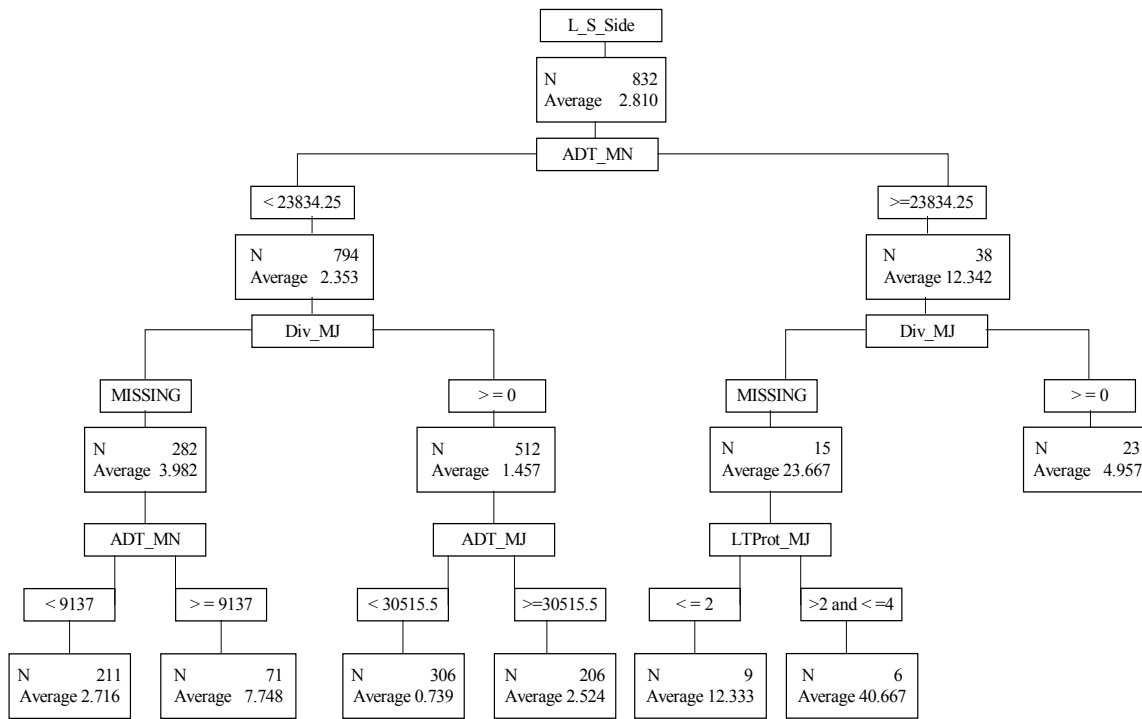 L_S_Side
N 832
Average 2.810
ADT_MN
< 23834.25
>=23834.25
N 794
Average 2.353
N 38
Average 12.342
Div_MJ
Div_MJ
MISSING
> = 0
MISSING
> = 0
N 282
Average 3.982
N 512
Average 1.457
N 15
Average 23.667
N 23
Average 4.957
ADT_MN
ADT_MJ
LTProt_MJ
< 9137
> = 9137
< 30515.5
>=30515.5
< = 2
>2 and < =4
N 211
Average 2.716
N 71
Average 7.748
N 306
Average 0.739
N 206
Average 2.524
N 9
Average 12.333
N 6
Average 40.667